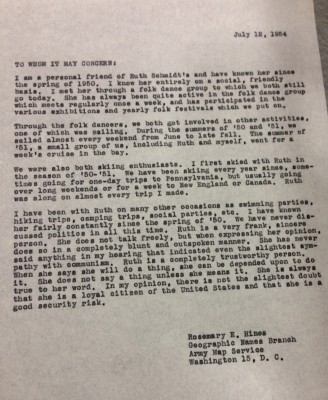 July 12, 1954
TO WHOM IT MAY CONCERN:
I am a personal friend of Ruth Schmidt's and have known her since
the spring of 1950. I know her entirely on a social, friendly
basis. I met her through a folk dance group to which we both still
go today. She has always been quite active in the folk dance group
which meets regularly once a week, and has participated in the
various exhibitions and yearly folk festivals which we put on.
Through the folk dancers, we both got involved in other activities,
one of which was sailing. During the summers of '50 and '51, we
sailed almost every weekend from June to late fall. The summer of
'51, a small group of us, including Ruth and myself, went for a
week's cruise in the bay.
We were also both skiing enthusiasts. I first skied with Ruth in
the season of '50-'51. We have been skiing every year since, some-
times going for one-day trips to Pennsylvania, but usually going
over long weekends or for a week to New England or Canada. Ruth
was along on almost every trip I made.
I have been with Ruth on many other occasions as swimming parties,
hiking trips, camping trips, social parties, etc. I have known
her fairly constantly since the spring of '50. We have never dis-
cussed politics in all this time. Ruth is a very frank, sincere
person. She does not talk freely, but when expressing her opinion,
does so in a completely blunt and outspoken manner. She has never
said anything in my hearing that indicated even the slightest sym-
pathy with communism. Ruth is a completely trustworthy person.
When she says she will do a thing, she can be depended upon to do
it. She does not say a thing unless she means it. She is always
true to her word. In my opinion, there is not the slightest doubt
that she is a loyal citizen of the United States and that she is a
good security risk.
Rosemary E. Hines
Geographic Names Branch
Army Map Service
Washington 15, D. C.